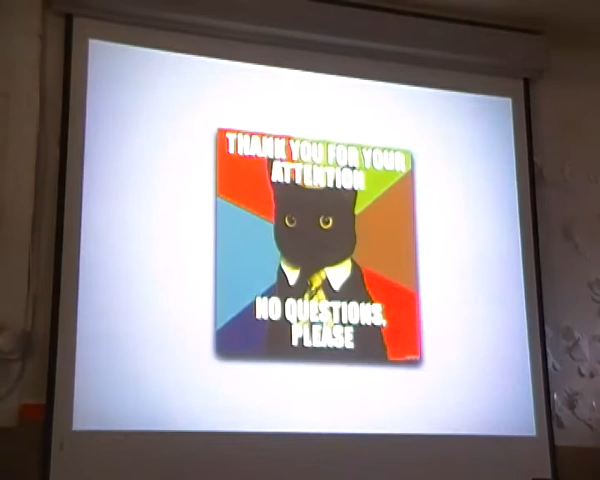 THANK YOU FOR YOUR
ATTENTION
NO QUESTIONS,
PLEASE